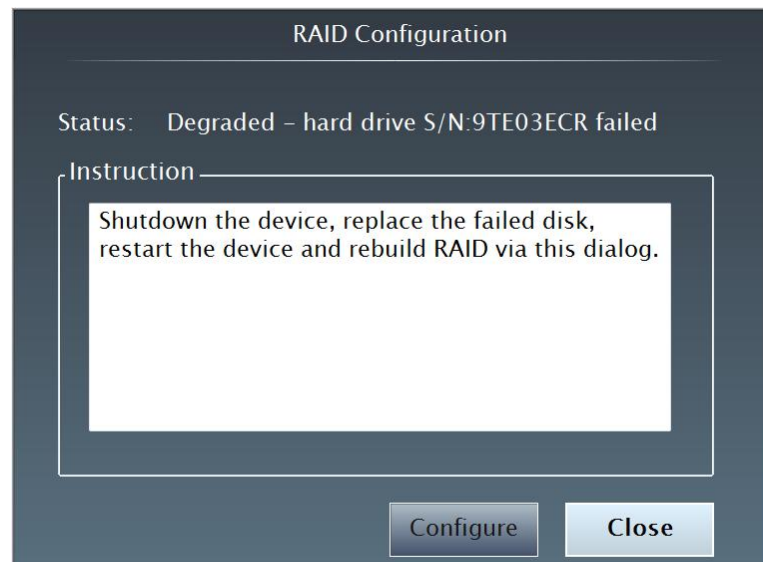 RAID Configuration
Status: Degraded – hard drive S/N:9TE03ECR failed
Instruction
Shutdown the device, replace the failed disk,
restart the device and rebuild RAID via this dialog.
Configure Close